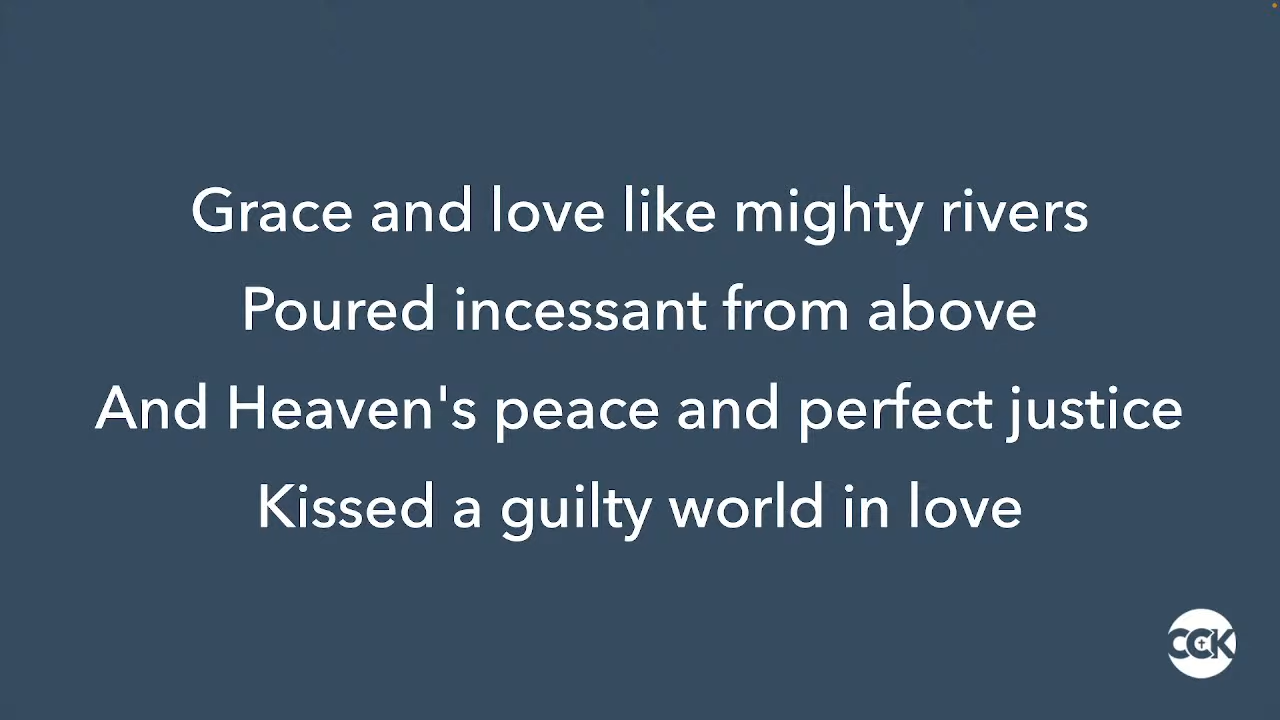 Grace and love like mighty rivers
Poured incessant from above
And Heaven's peace and perfect justice
Kissed a guilty world in love
CCK